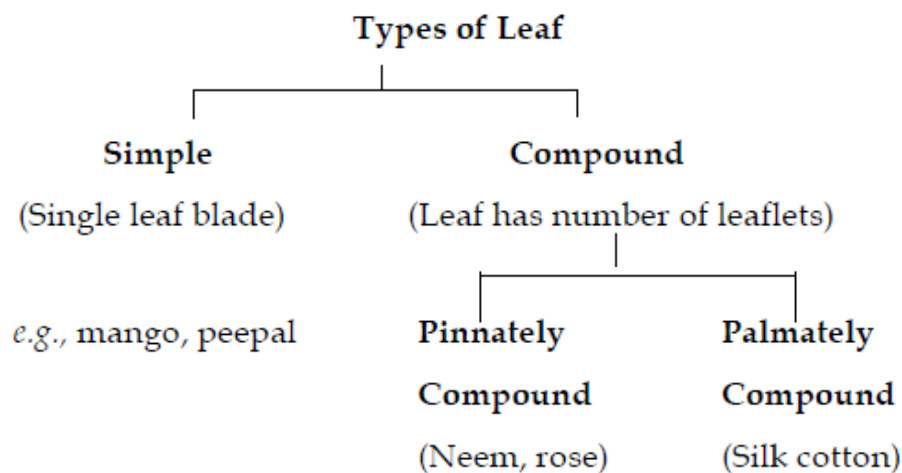 Types of Leaf
Simple Compound
(Single leaf blade) (Leaf has number of leaflets)
e.g., mango, peepal Pinnately Palmately
Compound Compound
(Neem, rose) (Silk cotton)